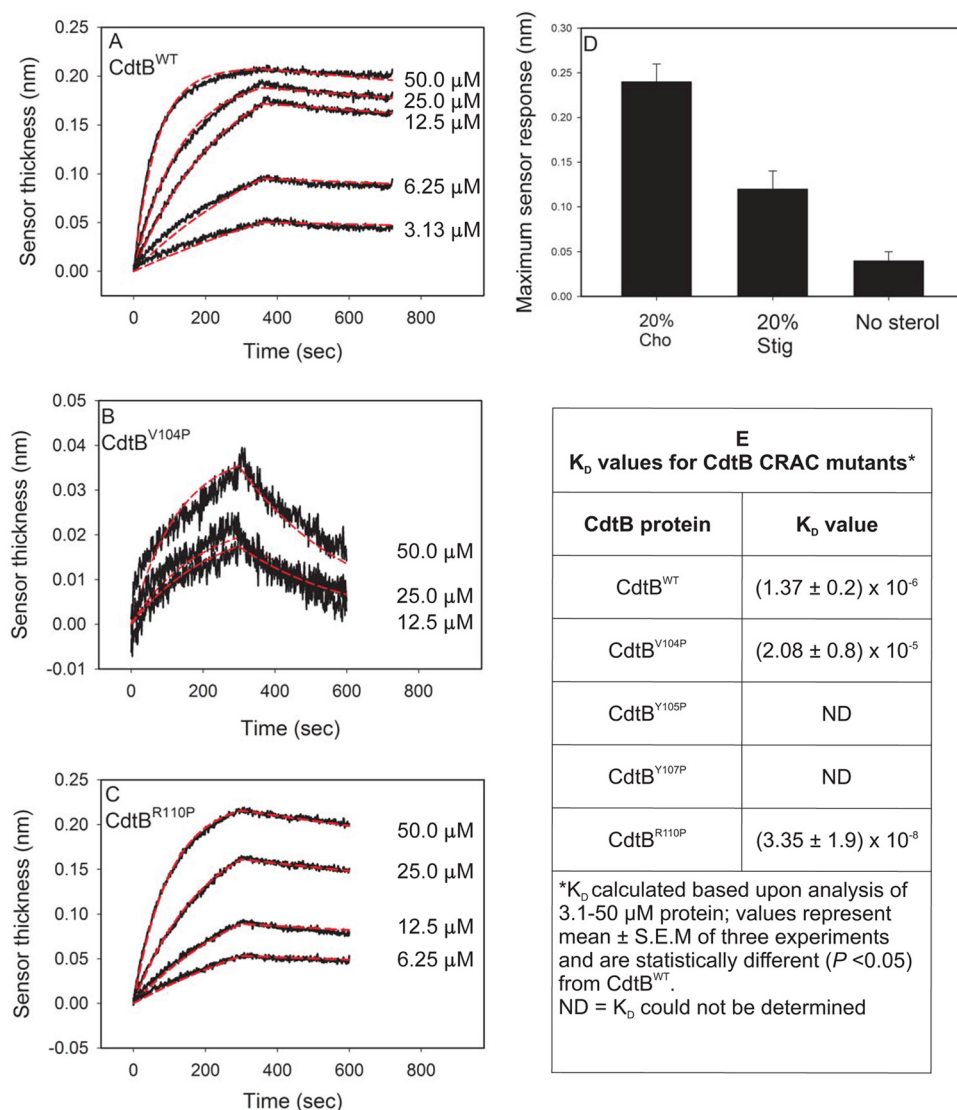 A
CdtB^WT
Sensor thickness (nm)
0.25
0.20
0.15
0.10
0.05
0.00
50.0 μM
25.0 μM
12.5 μM
6.25 μM
3.13 μM
0 200 400 600 800
Time (sec)
D
Maximum sensor response (nm)
0.30
0.25
0.20
0.15
0.10
0.05
0.00
20% Cho
20% Stig
No sterol
B
CdtB^V104P
Sensor thickness (nm)
0.05
0.04
0.03
0.02
0.01
0.00
-0.01
50.0 μM
25.0 μM
12.5 μM
0 200 400 600 800
Time (sec)
C
CdtB^R110P
Sensor thickness (nm)
0.25
0.20
0.15
0.10
0.05
0.00
-0.05
50.0 μM
25.0 μM
12.5 μM
6.25 μM
0 200 400 600 800
Time (sec)
E
K_D values for CdtB CRAC mutants*
CdtB protein K_D value
CdtB^WT (1.37 ± 0.2) x 10^-6
CdtB^V104P (2.08 ± 0.8) x 10^-5
CdtB^Y105P ND
CdtB^Y107P ND
CdtB^R110P (3.35 ± 1.9) x 10^-8
*K_D calculated based upon analysis of
3.1-50 μM protein; values represent
mean ± S.E.M of three experiments
and are statistically different (P <0.05)
from CdtB^WT.
ND = K_D could not be determined